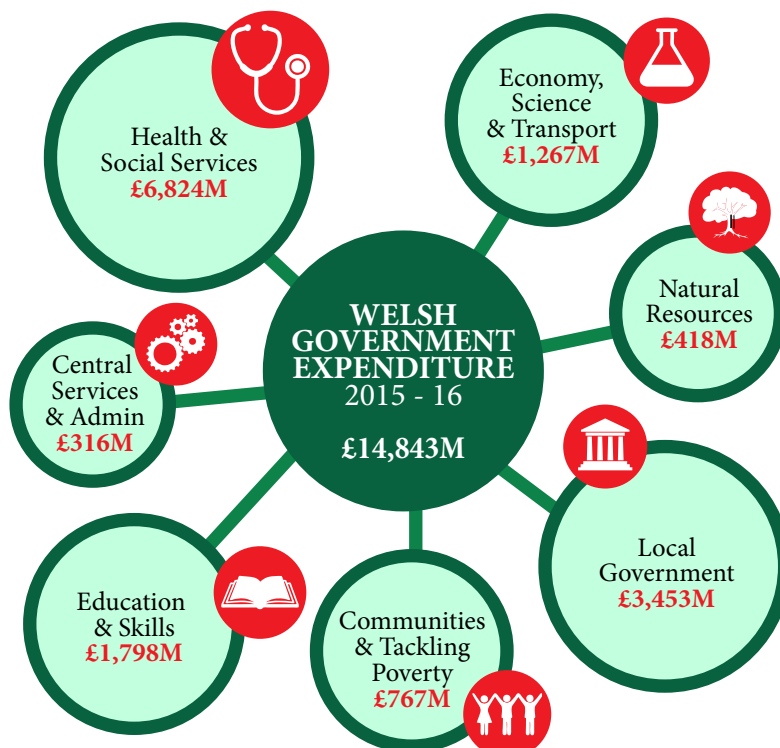 Health &
Social Services
£6,824M
Economy,
Science
& Transport
£1,267M
Natural
Resources
£418M
WELSH
GOVERNMENT
EXPENDITURE
2015 - 16
£14,843M
Central
Services
& Admin
£316M
Local
Government
£3,453M
Education
& Skills
£1,798M
Communities
& Tackling
Poverty
£767M